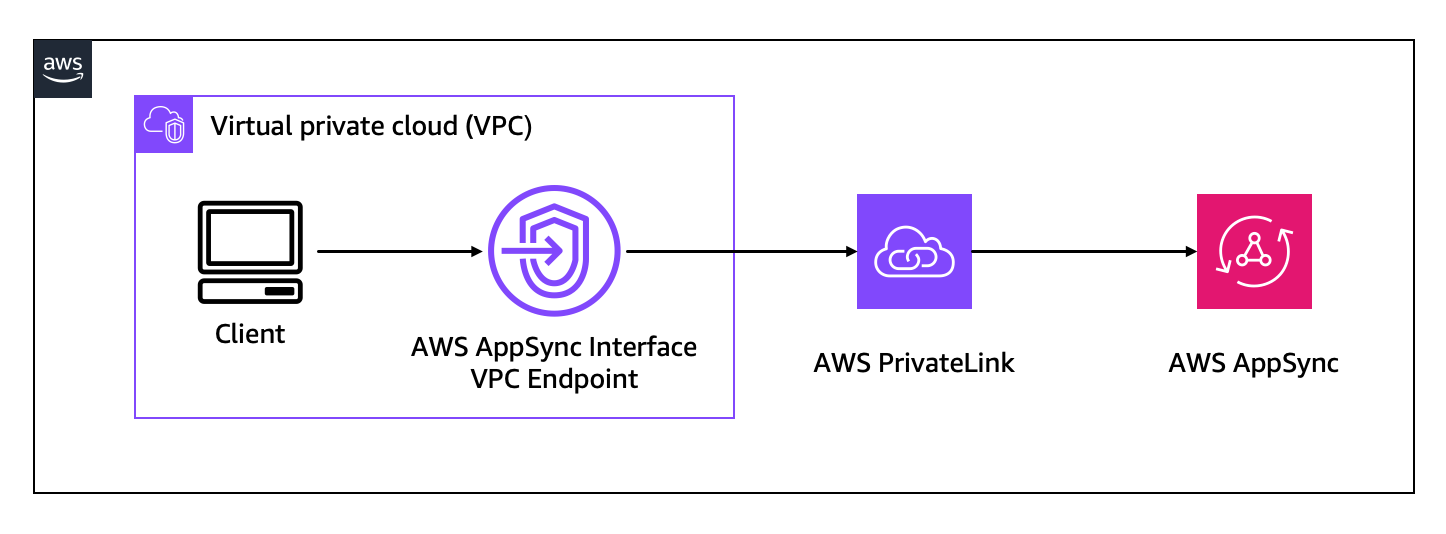 aws
Virtual private cloud (VPC)
Client
AWS AppSync Interface
VPC Endpoint
AWS PrivateLink
AWS AppSync